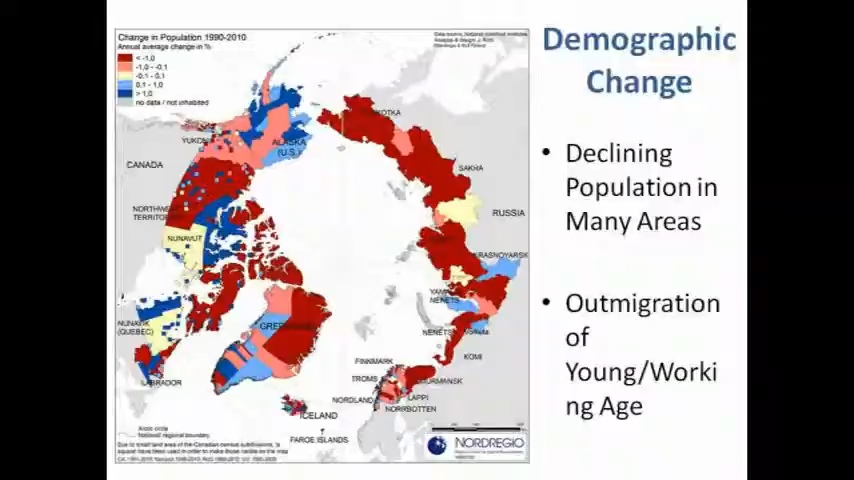 Change in Population 1990-2010
Annual average change in %
< -1,0
-1,0 - -0,1
-0,1 - 0,1
0,1 - 1,0
> 1,0
no data / not inhabited
Demographic
Change
• Declining
Population in
Many Areas
• Outmigration
of
Young/Worki
ng Age
YUKON
ALASKA
(U.S.)
CANADA
SAKHA
NORTHWEST
TERRITORIES
RUSSIA
NUNAVUT
KRASNOYARSK
NENETS
NUNAVIK
(QUEBEC)
NENETS
KOMI
FINNMARK
TROMS
MURMANSK
LABRADOR
LAPPI
NORDLAND
NORRBOTTEN
ICELAND
FAROE ISLANDS
Arctic circle
National/ regional boundary
NORDREGIO